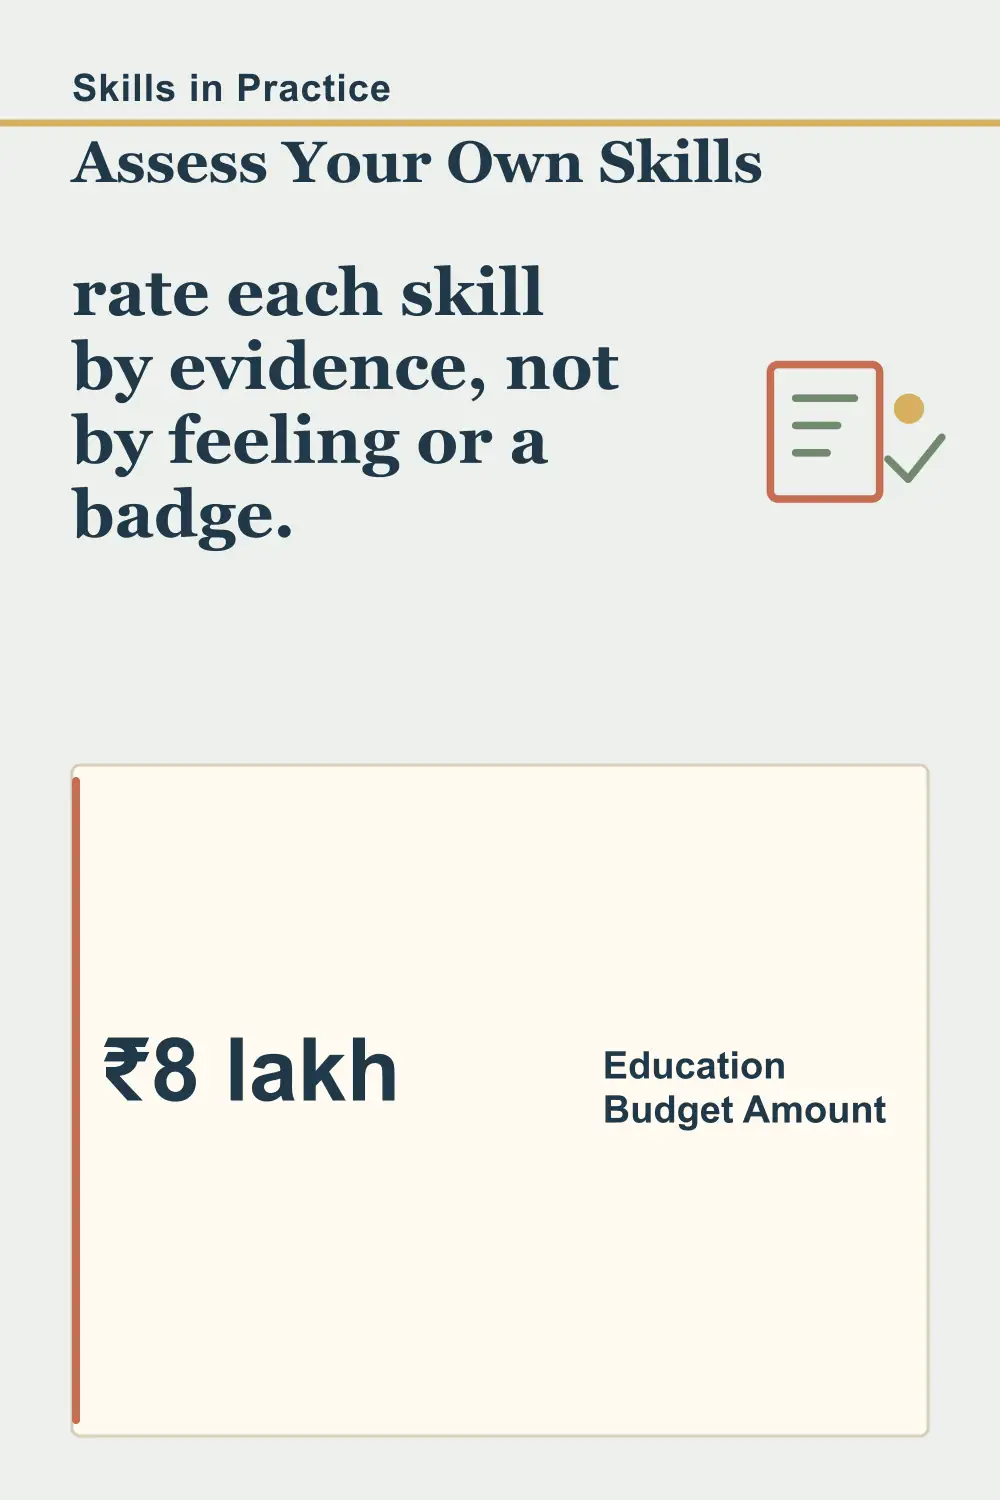 Skills in Practice
Assess Your Own Skills
rate each skill
by evidence, not
by feeling or a
badge.
₹8 lakh
Education
Budget Amount